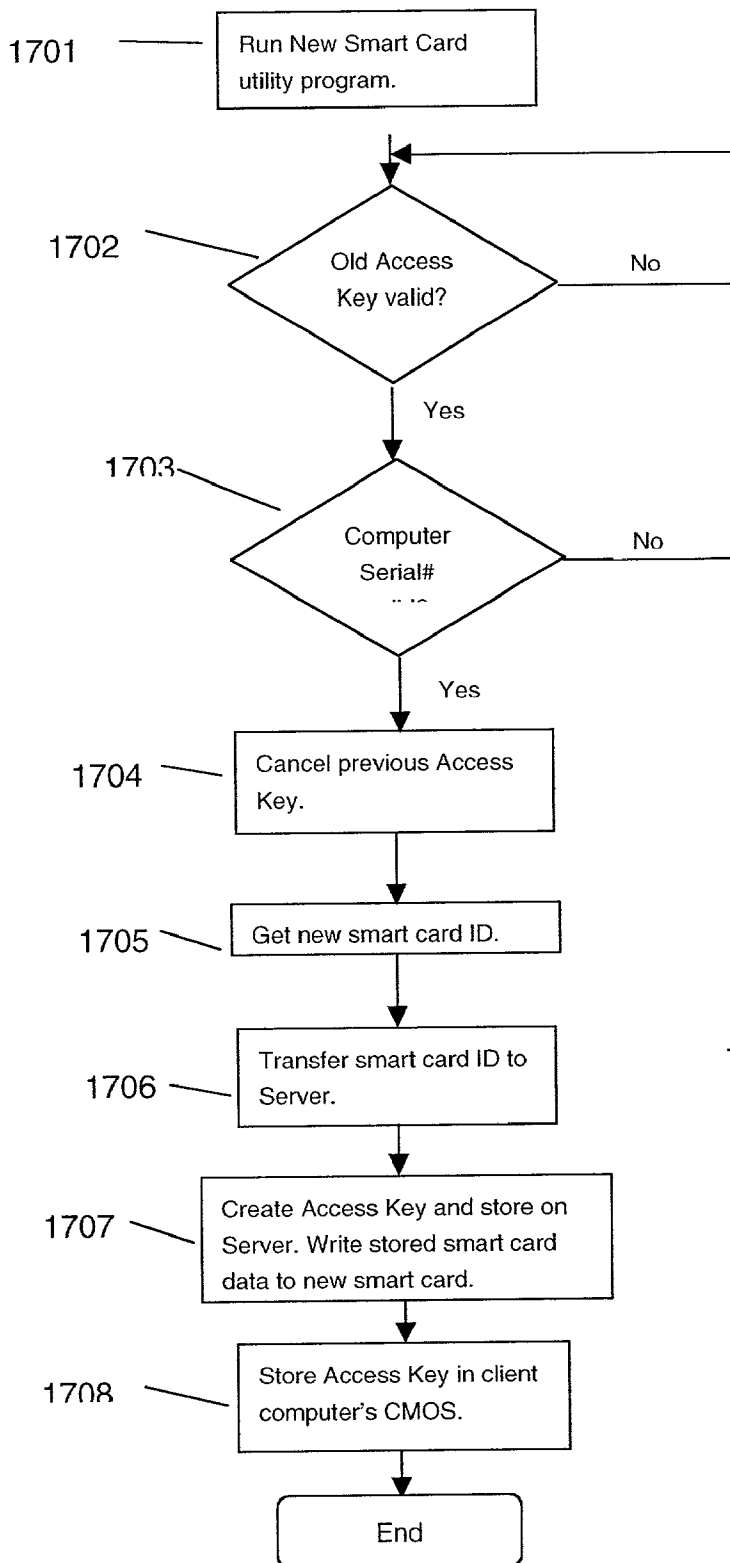 1701
Run New Smart Card
utility program.
1702
Old Access
Key valid?
No
Yes
1703
Computer
Serial#
No
Yes
1704
Cancel previous Access
Key.
1705
Get new smart card ID.
1706
Transfer smart card ID to
Server.
1707
Create Access Key and store on
Server. Write stored smart card
data to new smart card.
1708
Store Access Key in client
computer's CMOS.
End